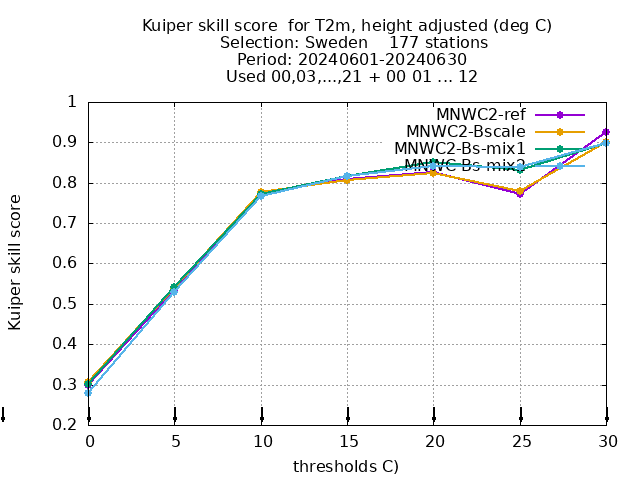 Kuiper skill score  for T2m, height adjusted (deg C)
Selection: Sweden    177 stations
Period: 20240601-20240630
Used 00,03,...,21 + 00 01 ... 12
MNWC2-ref
MNWC2-Bscale
MNWC2-Bs-mix1
MNWC-Bs-mix2
Kuiper skill score
1
0.9
0.8
0.7
0.6
0.5
0.4
0.3
0.2
0 5 10 15 20 25 30
thresholds C)